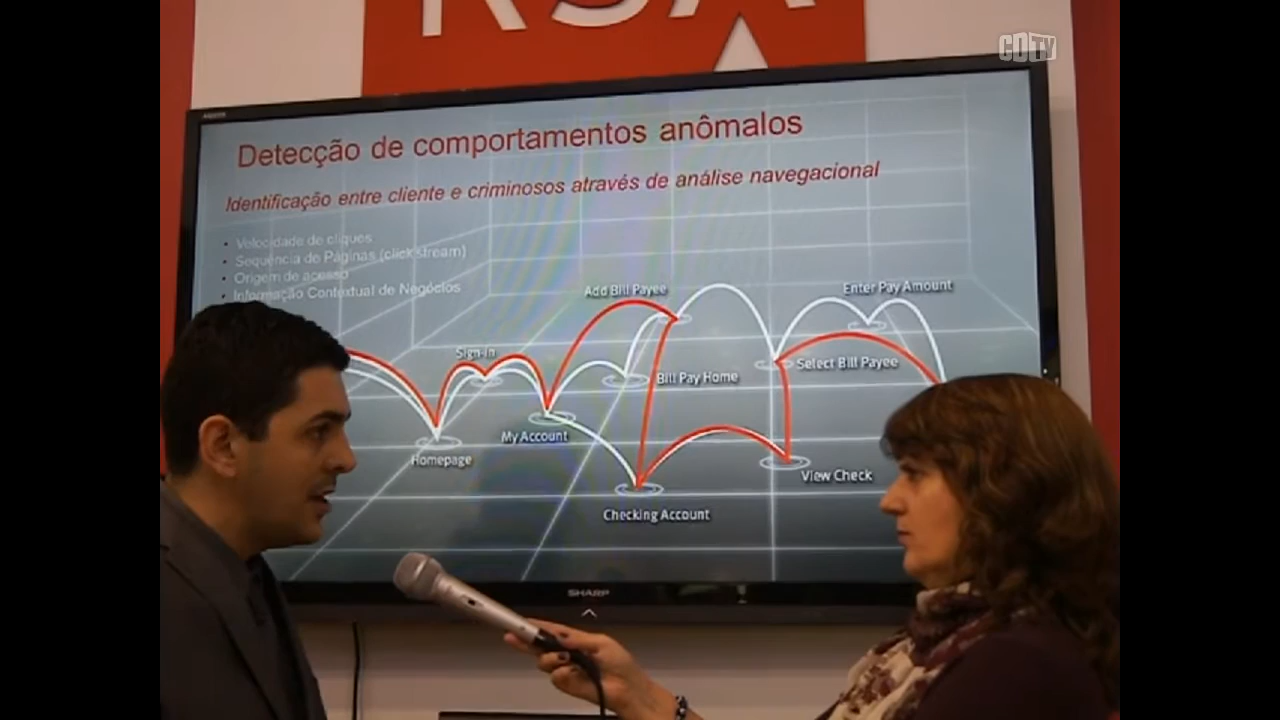 RSA
CDTV
Detecção de comportamentos anômalos
Identificação entre cliente e criminosos através de análise navegacional
• Velocidade de cliques
• Sequência de Páginas (click stream)
• Origem de acesso
• Informação Contextual de Negócios
Add Bill Payee
Enter Pay Amount
Sign-In
Bill Pay Home
Select Bill Payee
My Account
Homepage
View Check
Checking Account
SHARP